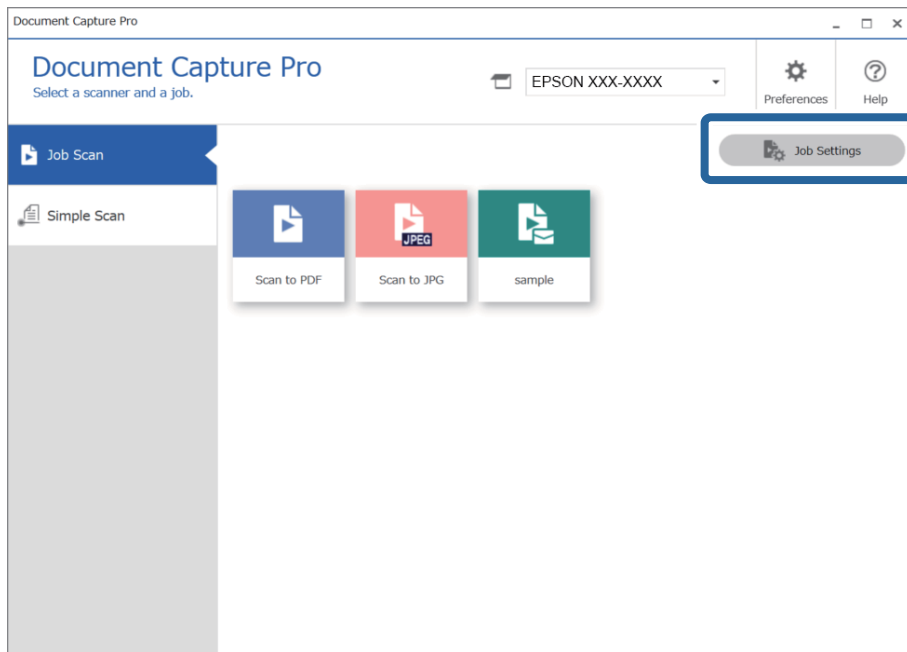 Document Capture Pro
Document Capture Pro
Select a scanner and a job.
EPSON XXX-XXXX
Preferences
Help
Job Scan
Job Settings
Simple Scan
JPEG
Scan to PDF
Scan to JPG
sample